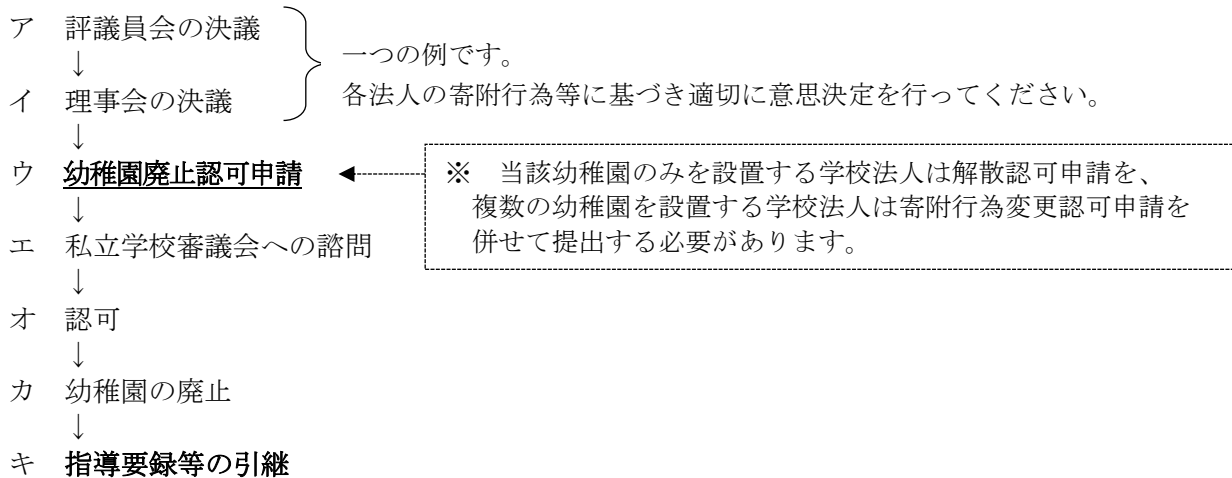 ア 評議員会の決議
↓
一つの例です。
イ 理事会の決議
各法人の寄附行為等に基づき適切に意思決定を行ってください。
↓
ウ 幼稚園廃止認可申請
※ 当該幼稚園のみを設置する学校法人は解散認可申請を、
複数の幼稚園を設置する学校法人は寄附行為変更認可申請を
併せて提出する必要があります。
↓
エ 私立学校審議会への諮問
↓
オ 認可
↓
カ 幼稚園の廃止
↓
キ 指導要録等の引継